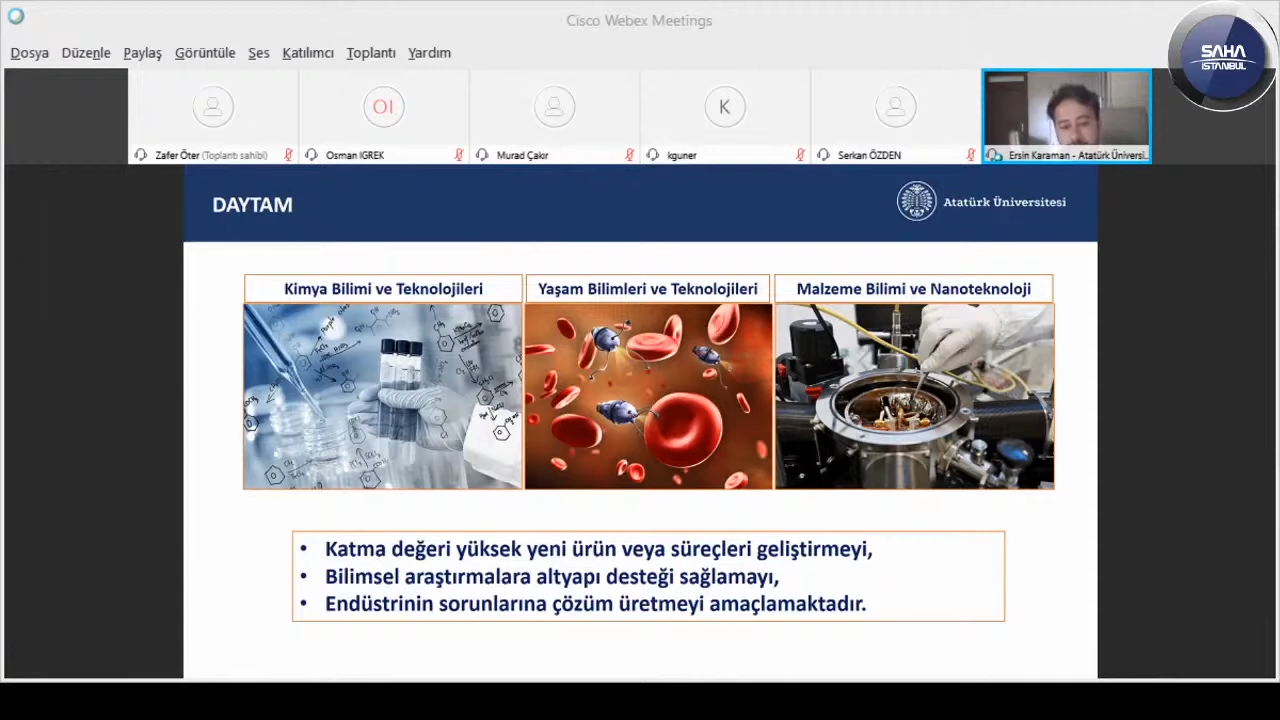 Cisco Webex Meetings
SAHA
İSTANBUL
Dosya Düzenle Paylaş Görüntüle Ses Katılımcı Toplantı Yardım
OI
K
Zafer Öter (Toplantı sahibi)
Osman IGREK
Murad Çakır
kguner
Serkan ÖZDEN
Ersin Karaman - Atatürk Üniversi...
DAYTAM
Atatürk Üniversitesi
Kimya Bilimi ve Teknolojileri
Yaşam Bilimleri ve Teknolojileri
Malzeme Bilimi ve Nanoteknoloji
• Katma değeri yüksek yeni ürün veya süreçleri geliştirmeyi,
• Bilimsel araştırmalara altyapı desteği sağlamayı,
• Endüstrinin sorunlarına çözüm üretmeyi amaçlamaktadır.